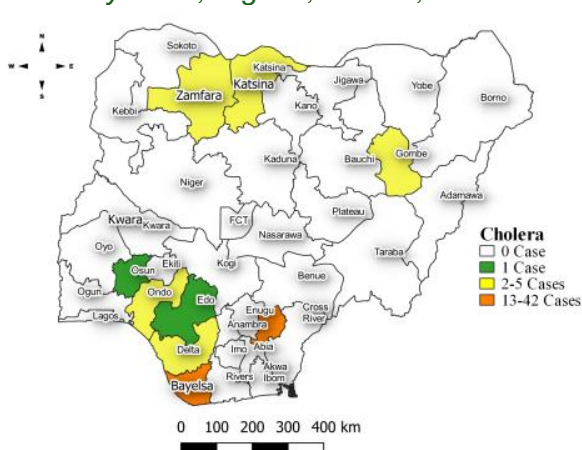 N
W
E
S
Sokoto
Katsina
Katsina
Zamfara
Jigawa
Yobe
Borno
Kebbi
Kano
Kaduna
Bauchi
Gombe
Niger
Adamawa
Plateau
Kwara
Kwara
FCT
Nasarawa
Taraba
Oyo
Ekiti
Kogi
Osun
Benue
Ogun
Ondo
Edo
Lagos
Enugu
Cross
River
Anambra
Delta
Imo
Abia
Bayelsa
Rivers
Akwa
Ibom
Cholera
0 Case
1 Case
2-5 Cases
13-42 Cases
0 100 200 300 400 km